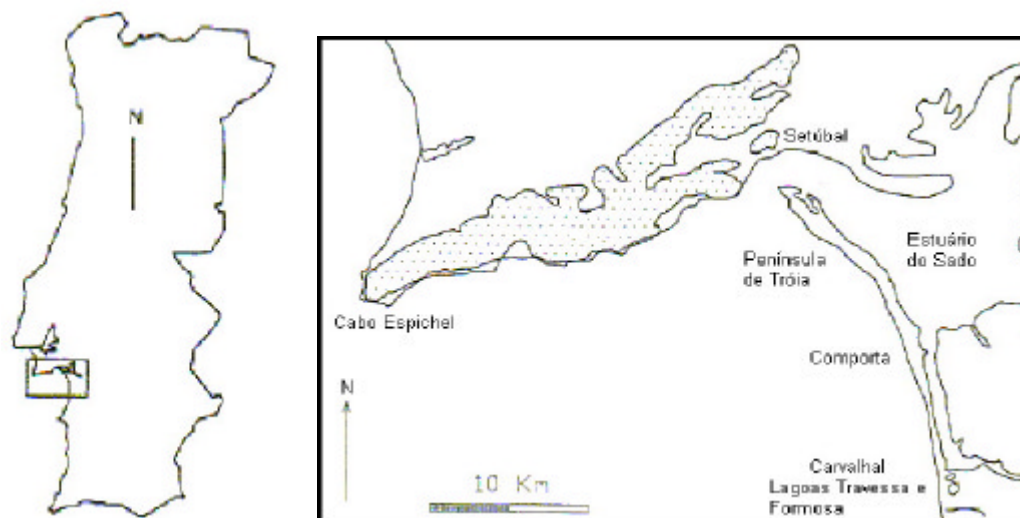 N
Setúbal
Estuário
do Sado
Península
de Tróia
Cabo Espichel
Comporta
N
10 Km
Carvalhal
Lagoas Travessa e
Formosa